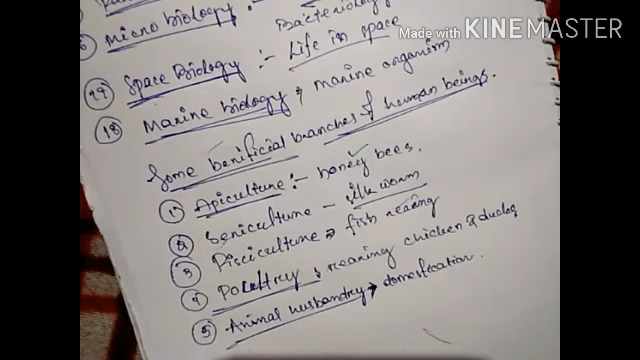 Made with KINEMASTER
Micro biology :
Bacteriology
17 Space Biology :- Life in space
18 Marine biology → marine organism
Some benificial branches of human beings.
1 Apiculture :- honey bees.
2 Sericulture - silk worm
3 Pisciculture → fish rearing
4 Poultry → rearing chicken & ducks
5 Animal husbandry → domestication.